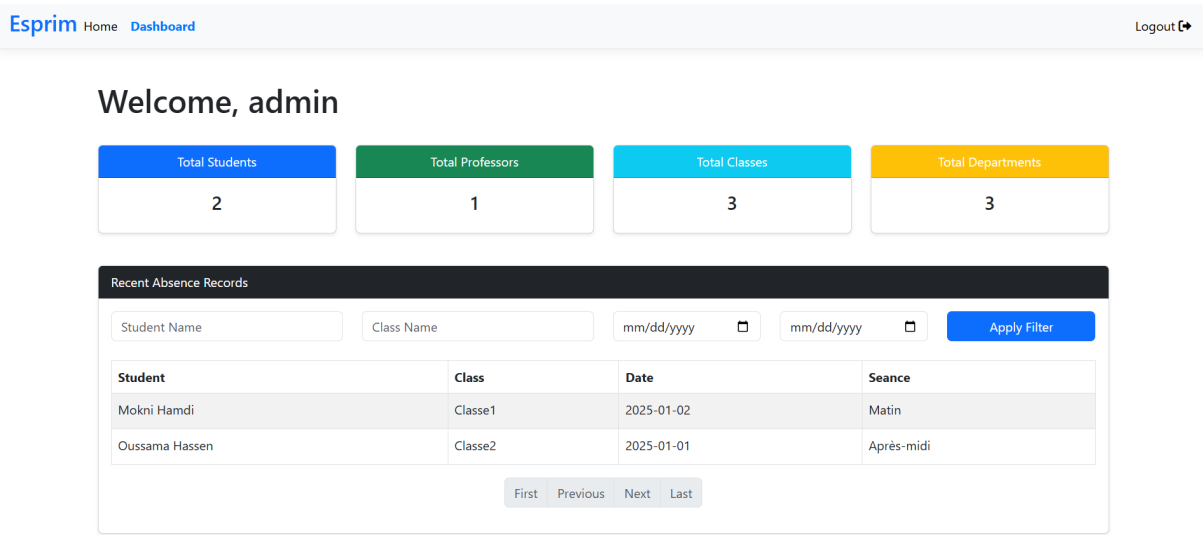 Esprim Home Dashboard Logout
Welcome, admin
Total Students Total Professors Total Classes Total Departments
2 1 3 3
Recent Absence Records
Student Name Class Name mm/dd/yyyy mm/dd/yyyy Apply Filter
Student Class Date Seance
Mokni Hamdi Classe1 2025-01-02 Matin
Oussama Hassen Classe2 2025-01-01 Après-midi
First Previous Next Last